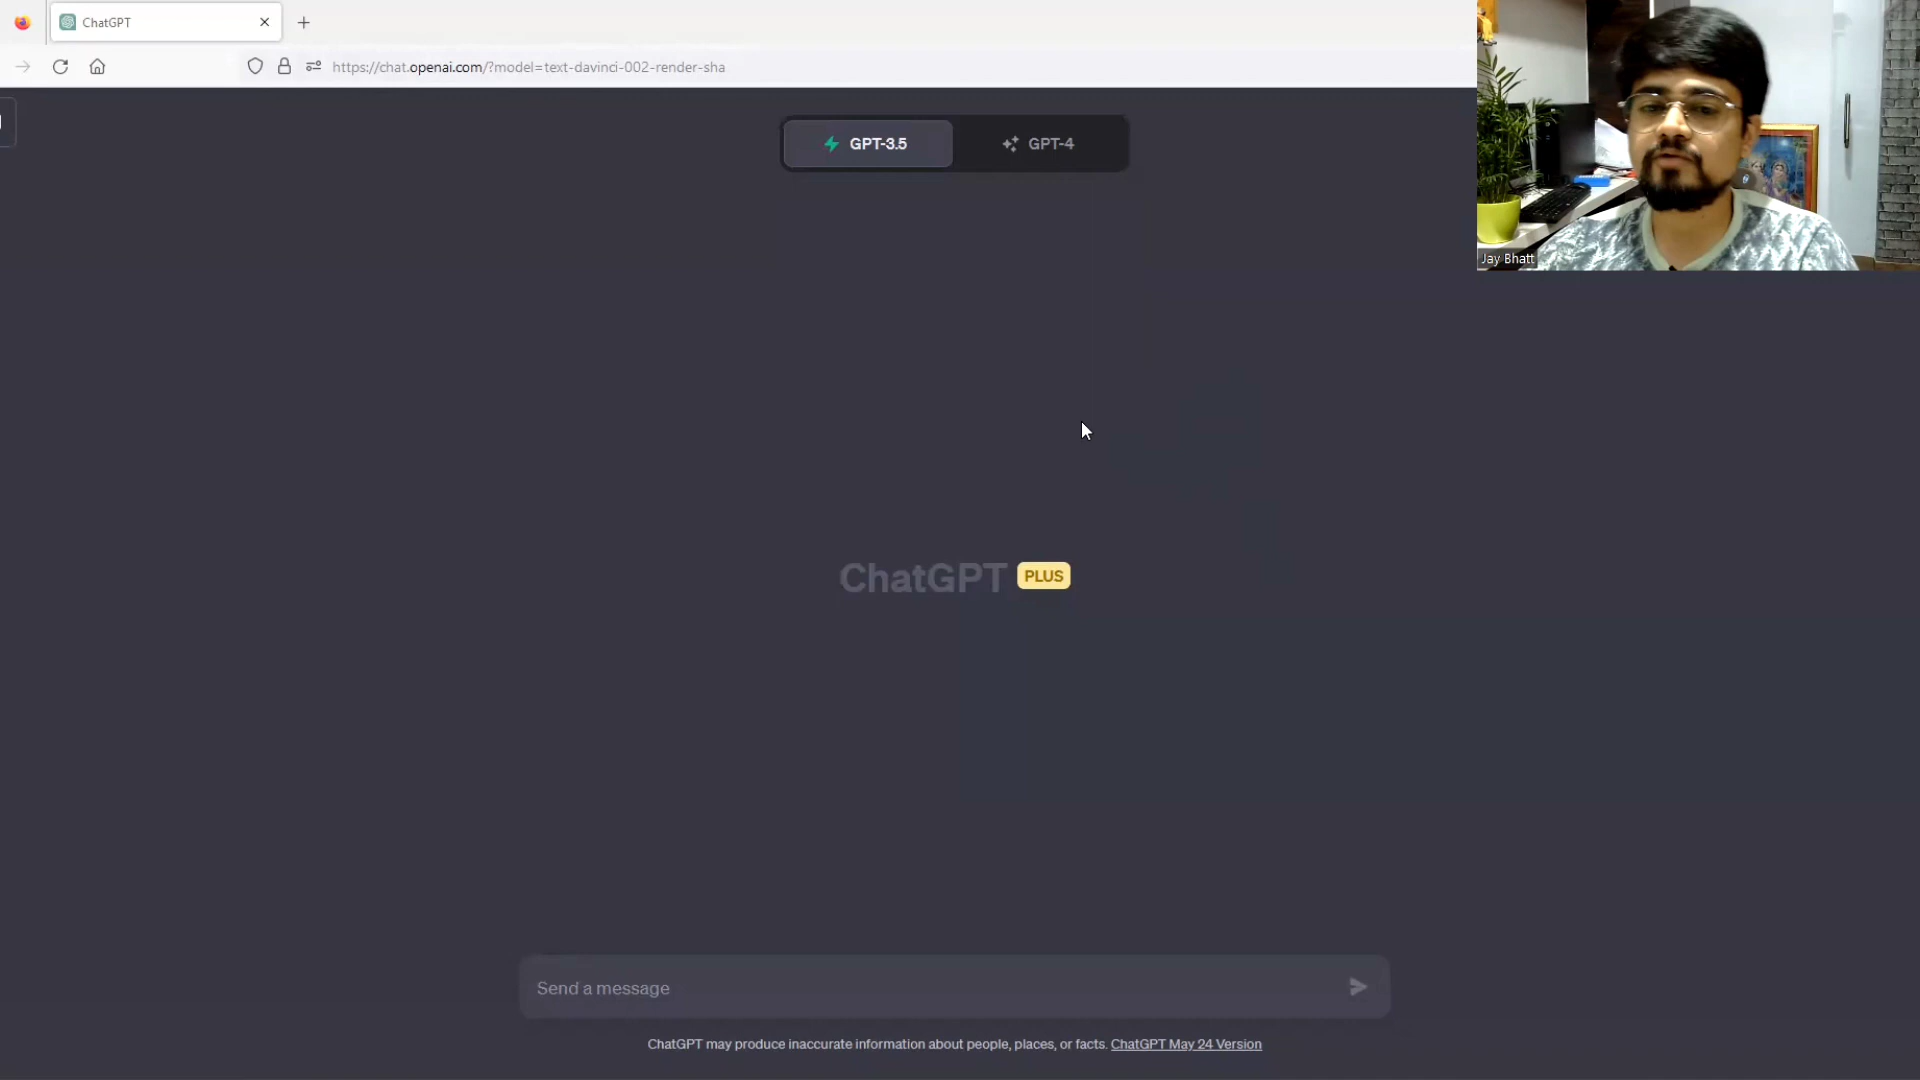 ChatGPT
https://chat.openai.com/?model=text-davinci-002-render-sha
GPT-3.5
GPT-4
Jay Bhatt
ChatGPT PLUS
Send a message
ChatGPT may produce inaccurate information about people, places, or facts. ChatGPT May 24 Version